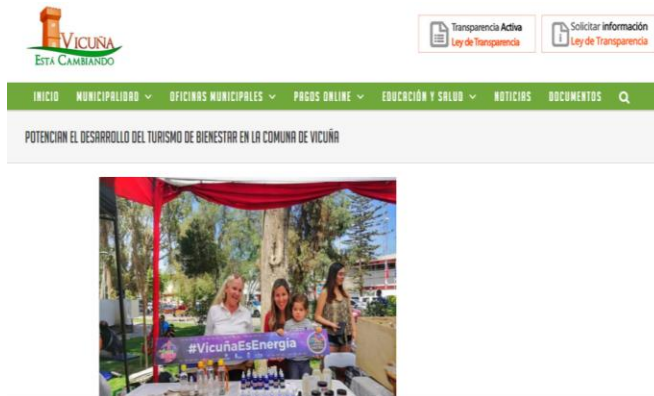 VICUÑA
ESTÁ CAMBIANDO
Transparencia Activa
Ley de Transparencia
Solicitar información
Ley de Transparencia
INICIO MUNICIPALIDAD OFICINAS MUNICIPALES PAGOS ONLINE EDUCACIÓN Y SALUD NOTICIAS DOCUMENTOS
POTENCIAN EL DESARROLLO DEL TURISMO DE BIENESTAR EN LA COMUNA DE VICUÑA
#VicuñaEsEnergía